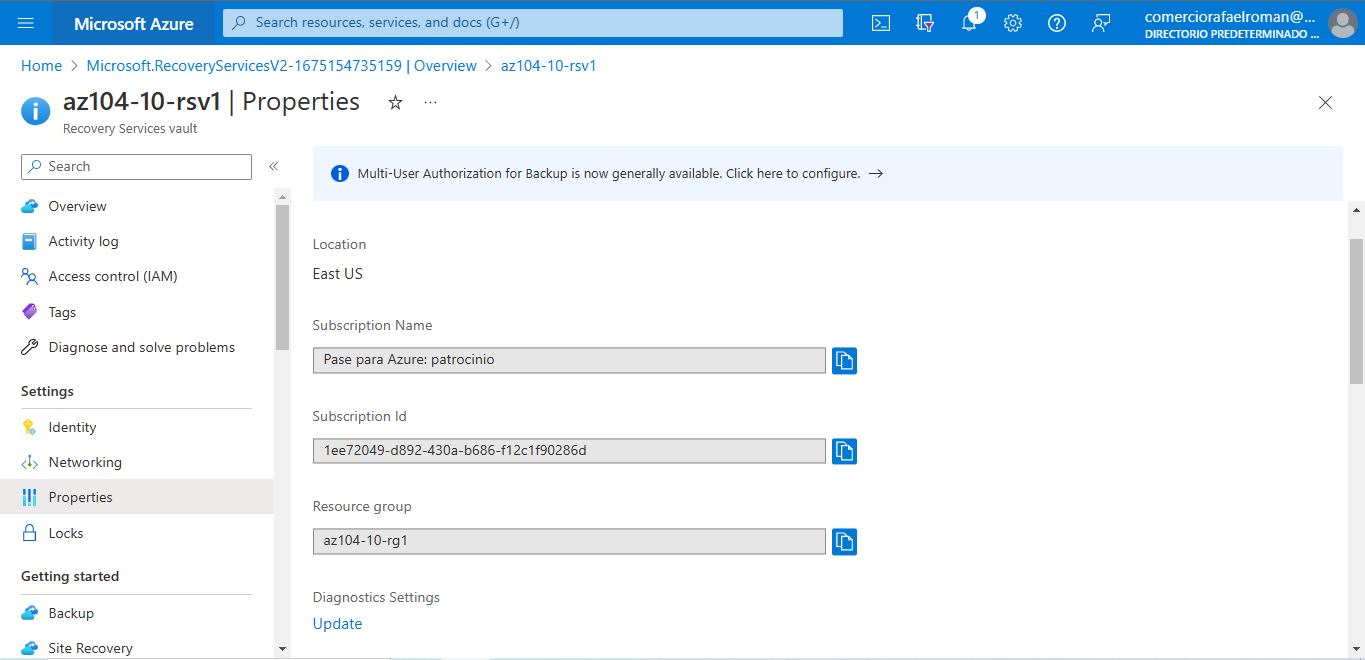 Microsoft Azure
Search resources, services, and docs (G+/)
1
comerciorafaelroman@...
DIRECTORIO PREDETERMINADO ...
Home > Microsoft.RecoveryServicesV2-1675154735159 | Overview > az104-10-rsv1
az104-10-rsv1 | Properties
Recovery Services vault
Search
Overview
Activity log
Access control (IAM)
Tags
Diagnose and solve problems
Settings
Identity
Networking
Properties
Locks
Getting started
Backup
Site Recovery
Multi-User Authorization for Backup is now generally available. Click here to configure. →
Location
East US
Subscription Name
Pase para Azure: patrocinio
Subscription Id
1ee72049-d892-430a-b686-f12c1f90286d
Resource group
az104-10-rg1
Diagnostics Settings
Update